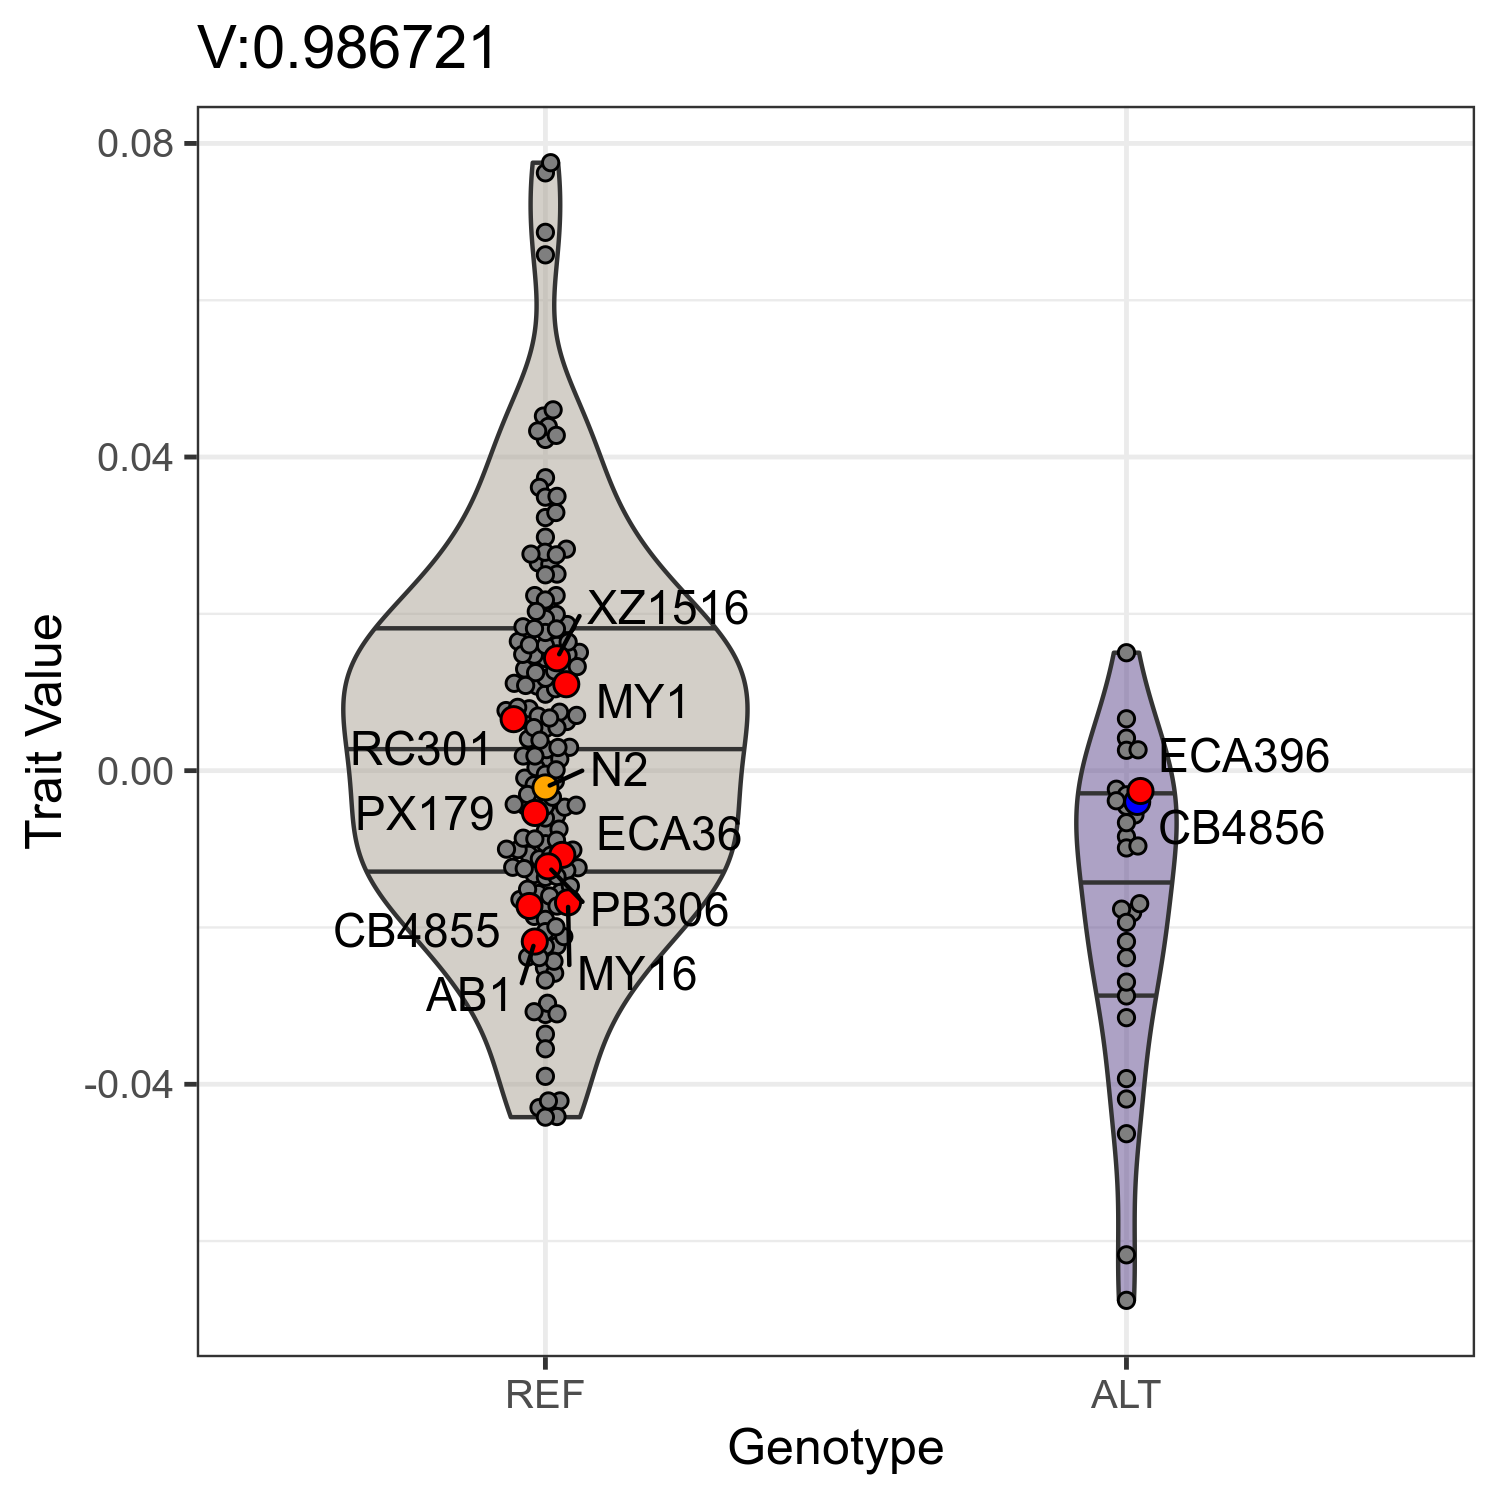 V:0.986721
0.08
0.04
0.00
-0.04
Trait Value
XZ1516
MY1
RC301
N2
PX179
ECA36
PB306
CB4855
MY16
AB1
ECA396
CB4856
REF
ALT
Genotype